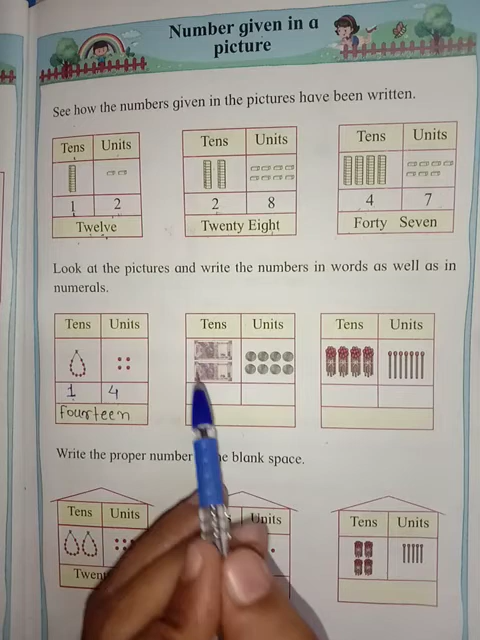 Number given in a
picture
See how the numbers given in the pictures have been written.
Tens Units
1 2
Twelve
Tens Units
2 8
Twenty Eight
Tens Units
4 7
Forty Seven
Look at the pictures and write the numbers in words as well as in
numerals.
Tens Units
1 4
Fourteen
Tens Units
Tens Units
Write the proper number blank space.
Tens Units
Tens Units